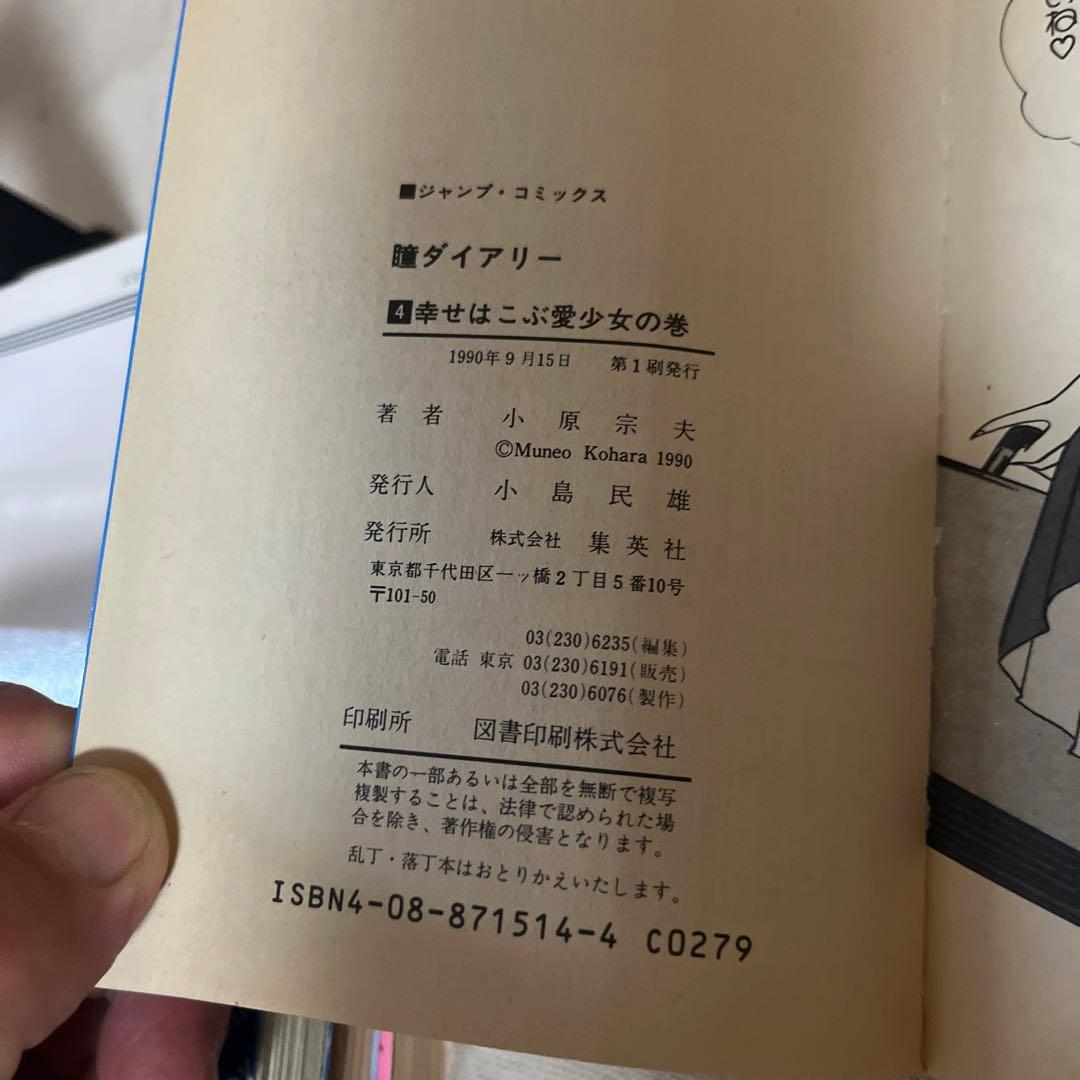 ■ジャンプ・コミックス
瞳ダイアリー
4幸せはこぶ愛少女の巻
1990年9月15日 第1刷発行
著者 小原宗夫
©Muneo Kohara 1990
発行人 小島民雄
発行所 株式会社 集英社
東京都千代田区一ッ橋2丁目5番10号
〒101-50
03(230)6235(編集)
電話 東京 03(230)6191(販売)
03(230)6076(製作)
印刷所 図書印刷株式会社
本書の一部あるいは全部を無断で複写
複製することは、法律で認められた場
合を除き、著作権の侵害となります。
乱丁・落丁本はおとりかえいたします。
ISBN4-08-871514-4 C0279
ね♡